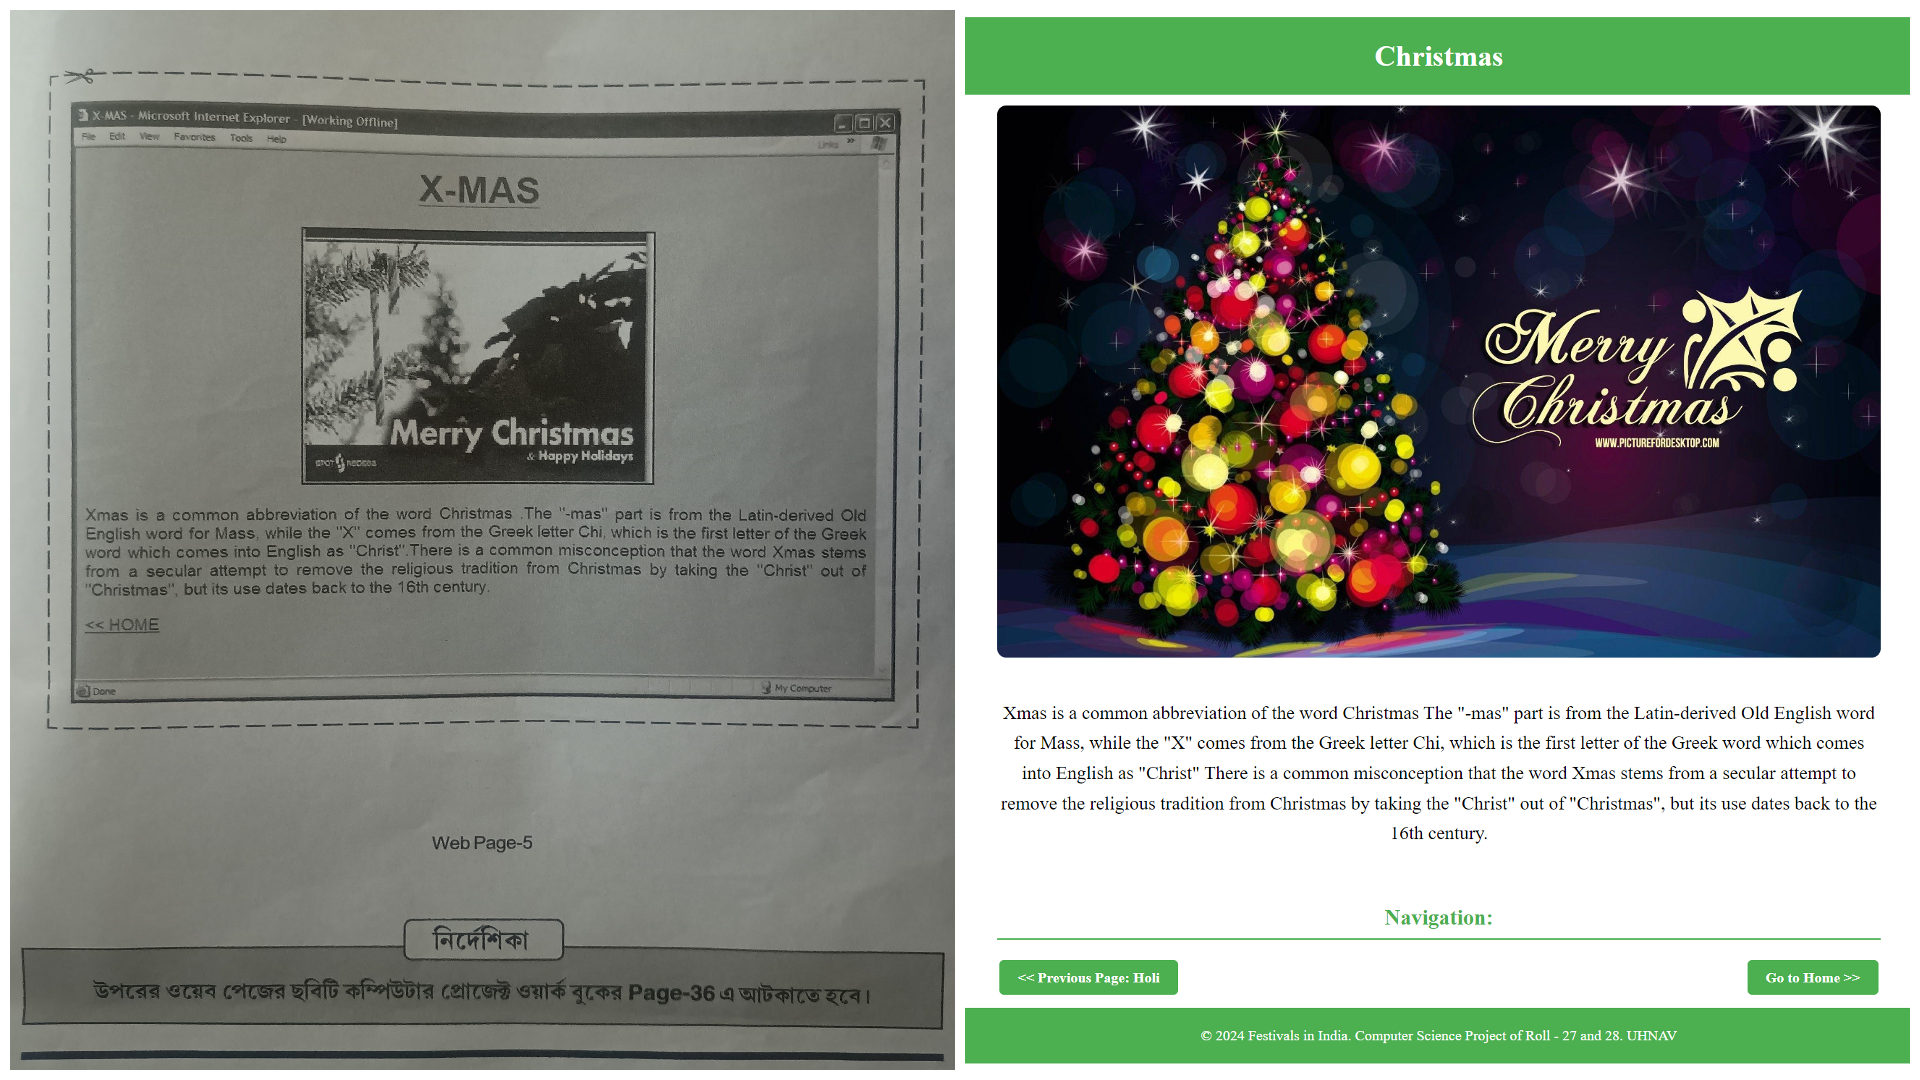 X-MAS - Microsoft Internet Explorer - [Working Offline]
File Edit View Favorites Tools Help
Links »
X-MAS
Merry Christmas
& Happy Holidays
Xmas is a common abbreviation of the word Christmas .The "-mas" part is from the Latin-derived Old
English word for Mass, while the "X" comes from the Greek letter Chi, which is the first letter of the Greek
word which comes into English as "Christ".There is a common misconception that the word Xmas stems
from a secular attempt to remove the religious tradition from Christmas by taking the "Christ" out of
"Christmas", but its use dates back to the 16th century.
<< HOME
Done
My Computer
Web Page-5
নির্দেশিকা
উপরের ওয়েব পেজের ছবিটি কম্পিউটার প্রোজেক্ট ওয়ার্ক বুকের Page-36 এ আটকাতে হবে।
Christmas
Merry
Christmas
WWW.PICTUREFORDESKTOP.COM
Xmas is a common abbreviation of the word Christmas The "-mas" part is from the Latin-derived Old English word
for Mass, while the "X" comes from the Greek letter Chi, which is the first letter of the Greek word which comes
into English as "Christ" There is a common misconception that the word Xmas stems from a secular attempt to
remove the religious tradition from Christmas by taking the "Christ" out of "Christmas", but its use dates back to the
16th century.
Navigation:
<< Previous Page: Holi
Go to Home >>
© 2024 Festivals in India. Computer Science Project of Roll - 27 and 28. UHNAV